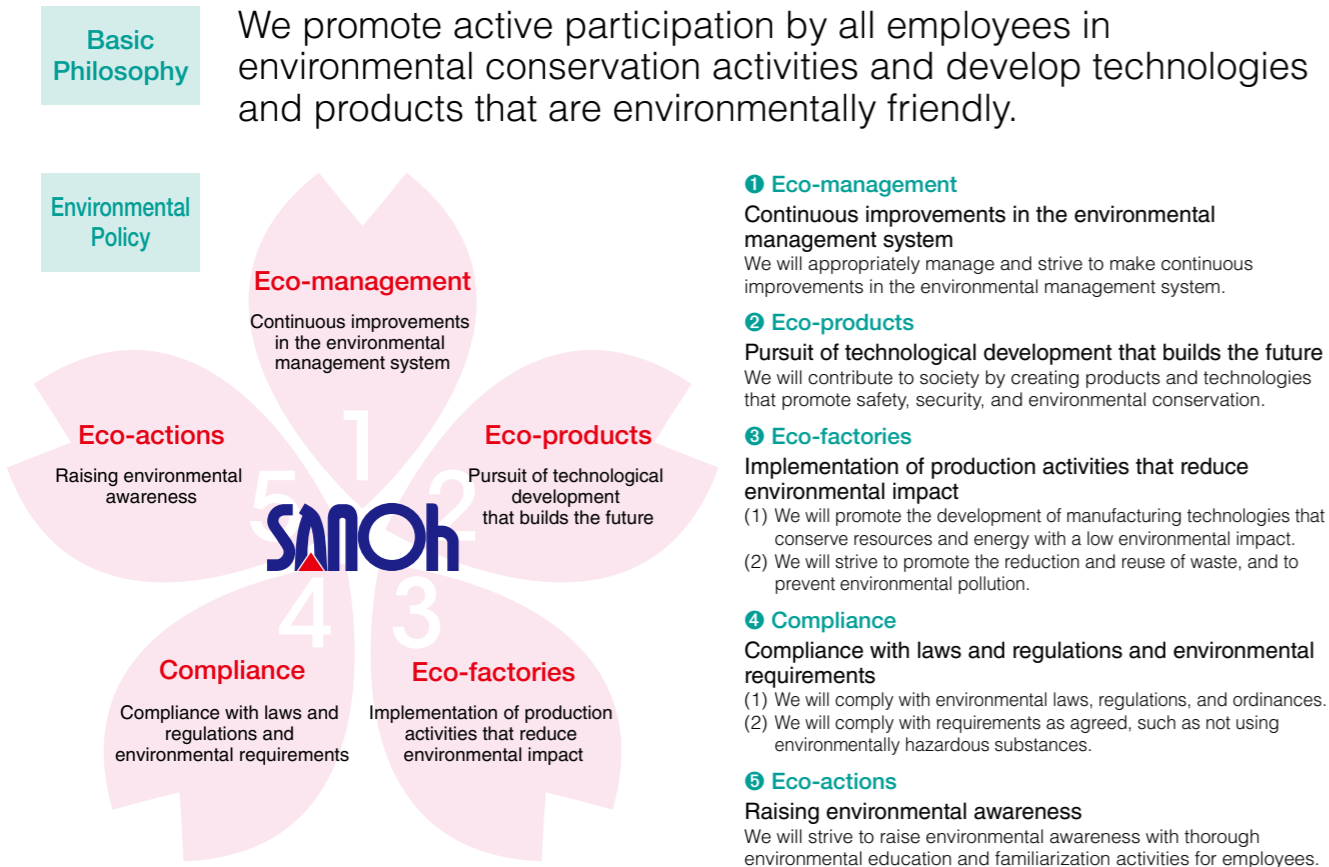 Basic
Philosophy
We promote active participation by all employees in
environmental conservation activities and develop technologies
and products that are environmentally friendly.
Environmental
Policy
Eco-management
Continuous improvements
in the environmental
management system
1
Eco-products
Pursuit of technological
development
that builds the future
2
Eco-factories
Implementation of production
activities that reduce
environmental impact
3
Compliance
Compliance with laws and
regulations and
environmental requirements
4
Eco-actions
Raising environmental
awareness
5
SANOh
❶ Eco-management
Continuous improvements in the environmental
management system
We will appropriately manage and strive to make continuous
improvements in the environmental management system.
❷ Eco-products
Pursuit of technological development that builds the future
We will contribute to society by creating products and technologies
that promote safety, security, and environmental conservation.
❸ Eco-factories
Implementation of production activities that reduce
environmental impact
(1) We will promote the development of manufacturing technologies that
conserve resources and energy with a low environmental impact.
(2) We will strive to promote the reduction and reuse of waste, and to
prevent environmental pollution.
❹ Compliance
Compliance with laws and regulations and environmental
requirements
(1) We will comply with environmental laws, regulations, and ordinances.
(2) We will comply with requirements as agreed, such as not using
environmentally hazardous substances.
❺ Eco-actions
Raising environmental awareness
We will strive to raise environmental awareness with thorough
environmental education and familiarization activities for employees.